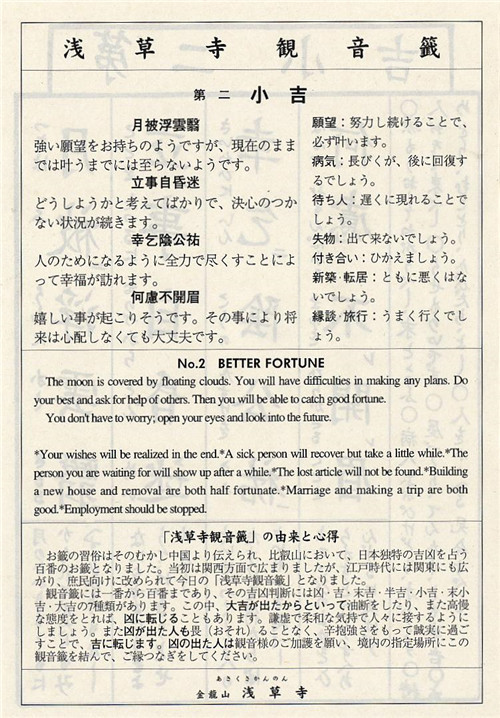 浅草寺観音籤
第二 小吉
月被浮雲翳
強い願望をお持ちのようですが、現在のまま
では叶うまでには至らないようです。
立事自昏迷
どうしようかと考えてばかりで、決心のつか
ない状況が続きます。
幸乞陰公祐
人のためになるように全力で尽くすことによ
って幸福が訪れます。
何慮不開眉
嬉しい事が起こりそうです。その事により将
来は心配しなくても大丈夫です。
願望：努力し続けることで、
必ず叶います。
病気：長びくが、後に回復す
るでしょう。
待ち人：遅くに現れることで
しょう。
失物：出て来ないでしょう。
付き合い：ひかえましょう。
新築・転居：ともに悪くはな
いでしょう。
縁談・旅行：うまく行くでし
ょう。
No.2 BETTER FORTUNE
The moon is covered by floating clouds. You will have difficulties in making any plans. Do
your best and ask for help of others. Then you will be able to catch good fortune.
You don't have to worry; open your eyes and look into the future.
*Your wishes will be realized in the end.*A sick person will recover but take a little while.*The
person you are waiting for will show up after a while.*The lost article will not be found.*Building
a new house and removal are both half fortune.*Marriage and making a trip are both
good.*Employment should be stopped.
「浅草寺観音籤」の由来と心得
お籤の習俗はそのむかし中国より伝えられ、比叡山において、日本独特の吉凶を占う
百番のお籤となりました。当初は関西方面で広まりましたが、江戸時代には関東にも広
がり、庶民向けに改められて今日の「浅草寺観音籤」となりました。
観音籤には一番から百番まであり、その吉凶判断には凶・吉・末吉・半吉・小吉・末小
吉・大吉の7種類があります。この中、大吉が出たからといって油断をしたり、また高慢
な態度をとれば、凶に転じることもあります。謙虚で柔和な気持で人々に接するように
しましょう。また凶が出た人も畏（おそれ）ることなく、辛抱強さをもって誠実に過ご
すことで、吉に転じます。凶の出た人は観音様のご加護を願い、境内の指定場所にこの
観音籤を結んで、ご縁つなぎをしてください。
あさくさかんのん
金龍山 浅草寺